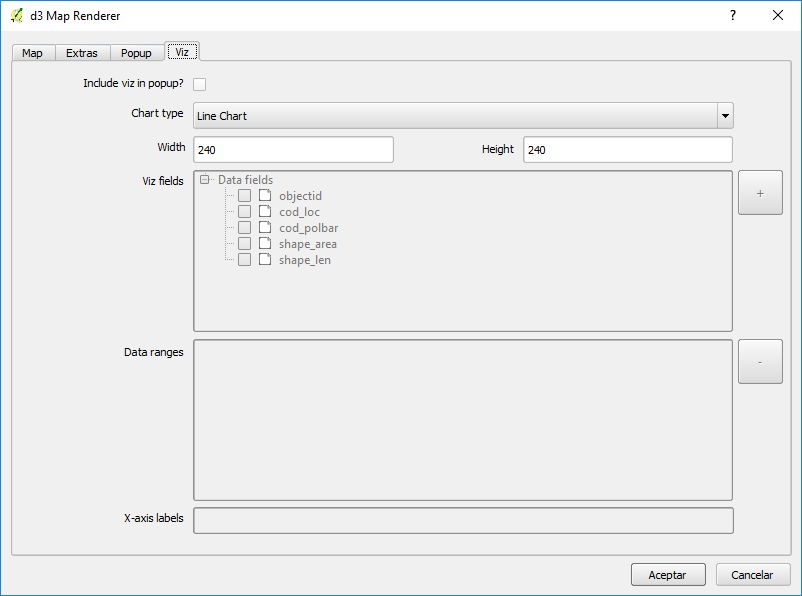 d3 Map Renderer ?
Map Extras Popup Viz
Include viz in popup?
Chart type Line Chart
Width 240 Height 240
Viz fields Data fields +
objectid
cod_loc
cod_polbar
shape_area
shape_len
Data ranges -
X-axis labels
Aceptar Cancelar